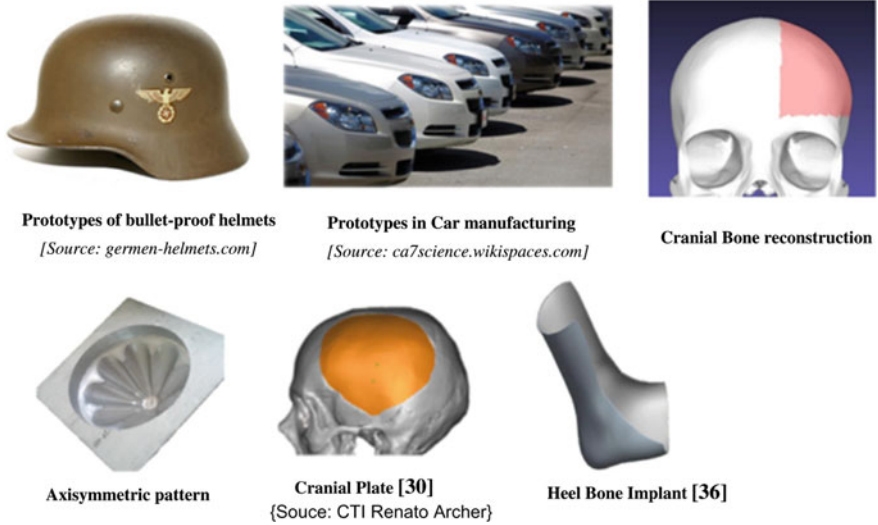 Prototypes of bullet-proof helmets
[Source: germen-helmets.com]
Prototypes in Car manufacturing
[Source: ca7science.wikispaces.com]
Cranial Bone reconstruction
Axisymmetric pattern
Cranial Plate [30]
{Souce: CTI Renato Archer}
Heel Bone Implant [36]